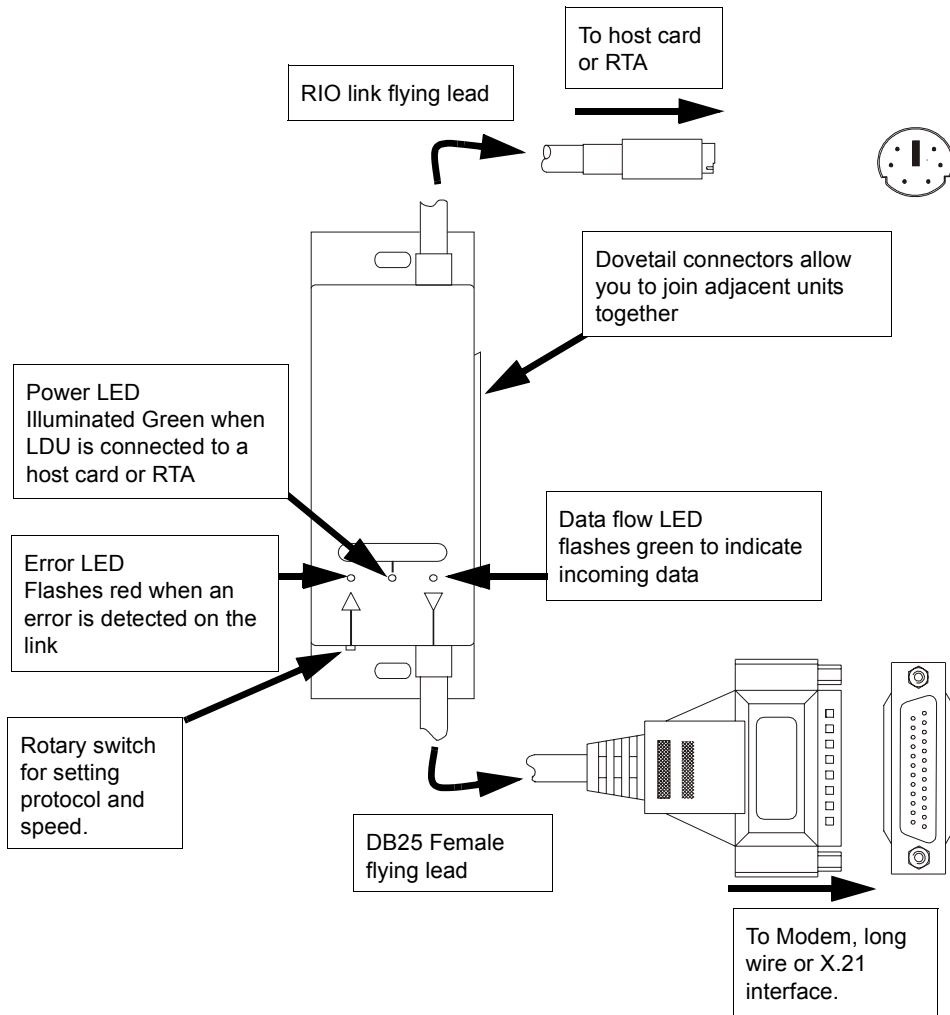 To host card
or RTA
RIO link flying lead
Dovetail connectors allow
you to join adjacent units
together
Power LED
Illuminated Green when
LDU is connected to a
host card or RTA
Data flow LED
flashes green to indicate
incoming data
Error LED
Flashes red when an
error is detected on the
link
Rotary switch
for setting
protocol and
speed.
DB25 Female
flying lead
To Modem, long
wire or X.21
interface.